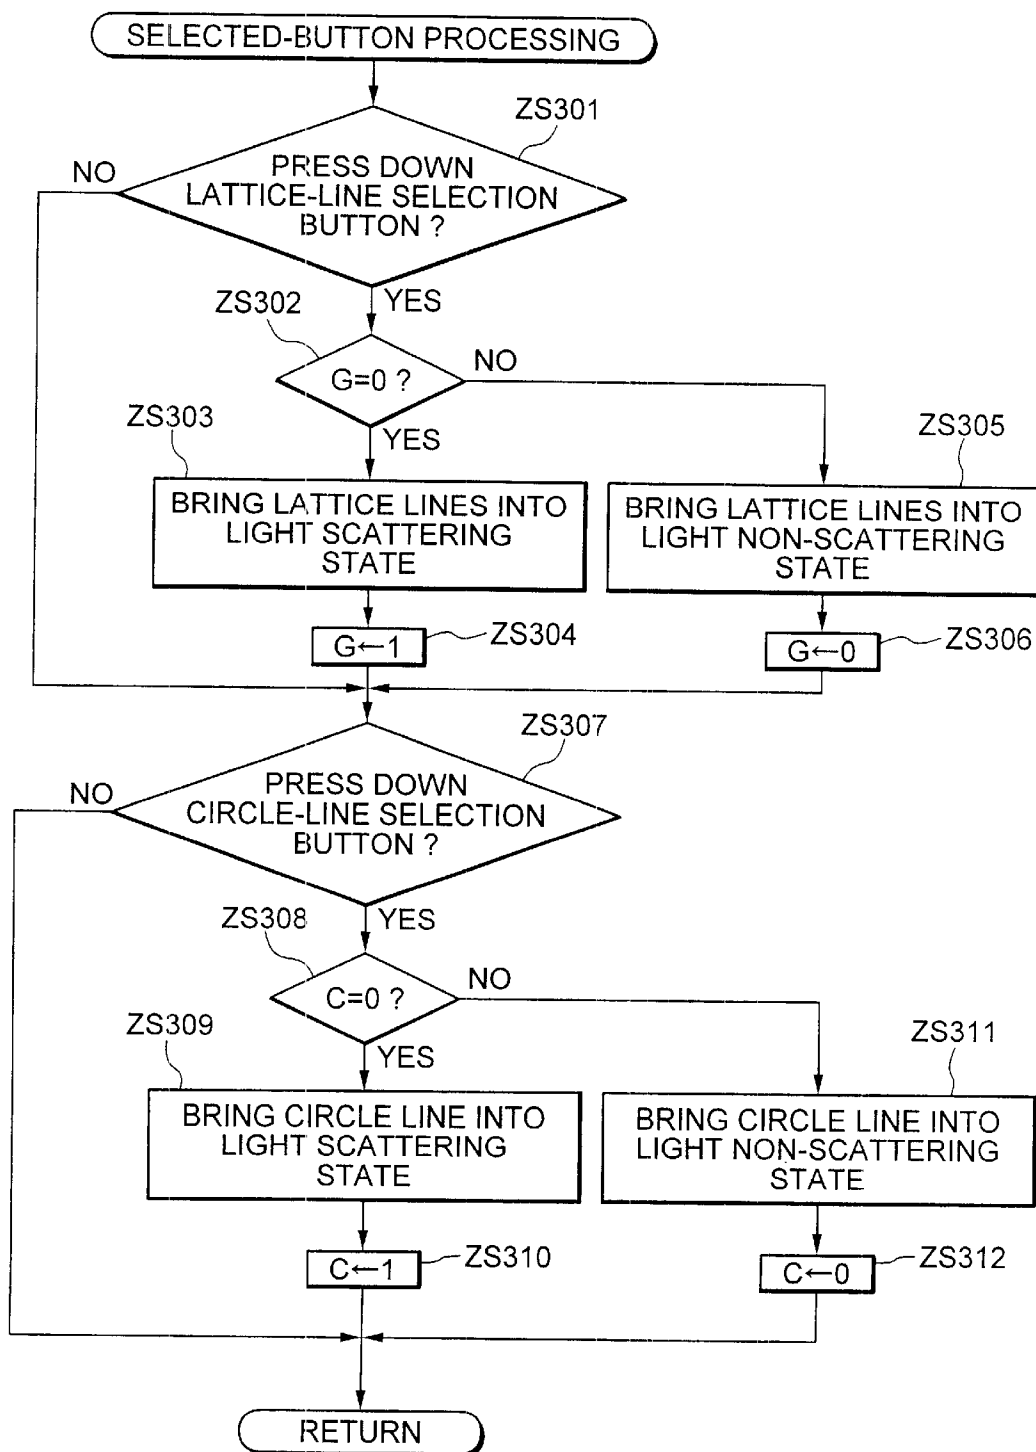 SELECTED-BUTTON PROCESSING
ZS301
NO
PRESS DOWN
LATTICE-LINE SELECTION
BUTTON ?
YES
ZS302
NO
G=0 ?
ZS303
YES
ZS305
BRING LATTICE LINES INTO
LIGHT SCATTERING
STATE
BRING LATTICE LINES INTO
LIGHT NON-SCATTERING
STATE
G←1
ZS304
G←0
ZS306
ZS307
NO
PRESS DOWN
CIRCLE-LINE SELECTION
BUTTON ?
YES
ZS308
NO
C=0 ?
ZS309
YES
ZS311
BRING CIRCLE LINE INTO
LIGHT SCATTERING
STATE
BRING CIRCLE LINE INTO
LIGHT NON-SCATTERING
STATE
C←1
ZS310
C←0
ZS312
RETURN